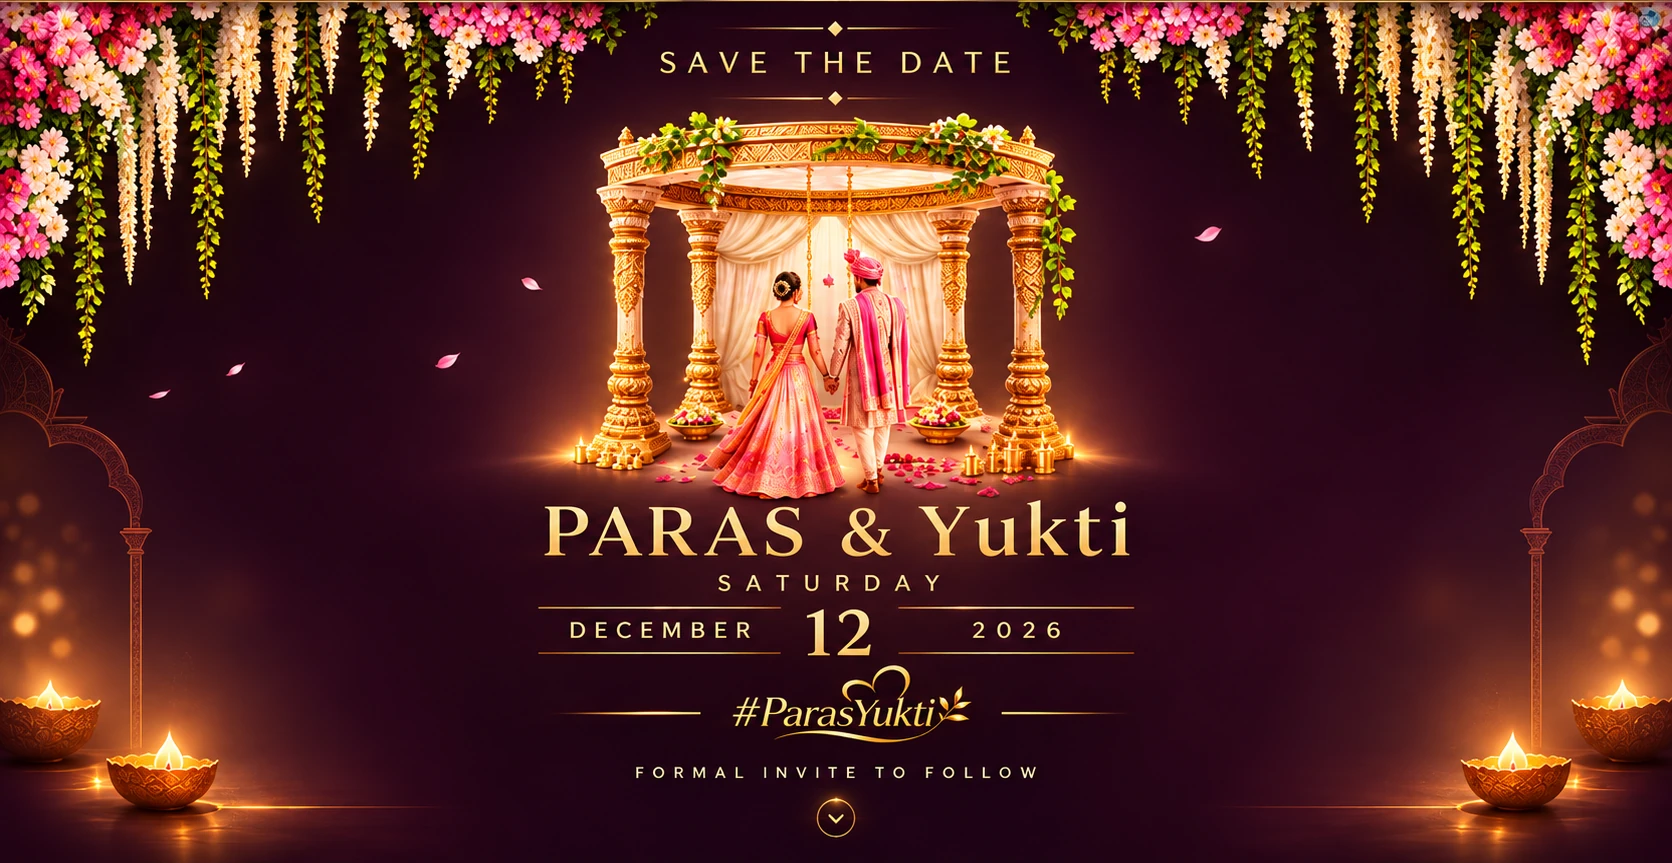 SAVE THE DATE
PARAS & Yukti
SATURDAY
DECEMBER 12 2026
#ParasYukti
FORMAL INVITE TO FOLLOW